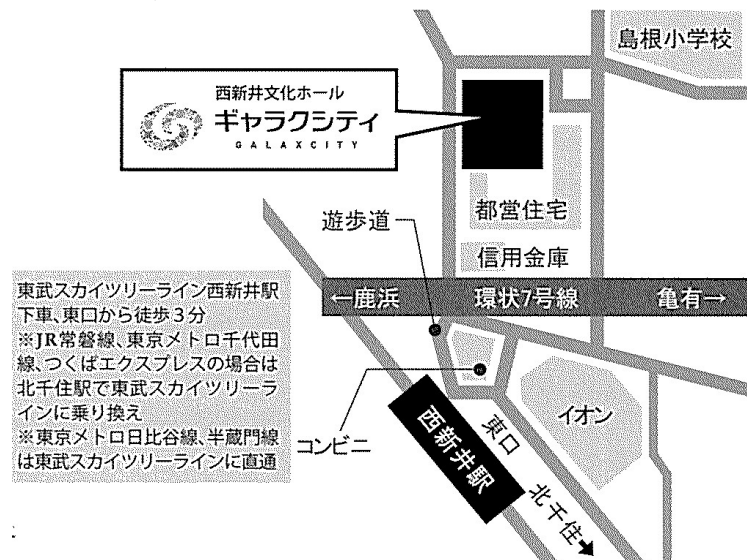 島根小学校
西新井文化ホール
ギャラクシティ
GALAXCITY
都営住宅
遊歩道
信用金庫
←鹿浜 環状7号線 亀有→
東武スカイツリーライン西新井駅
下車、東口から徒歩3分
※JR常磐線、東京メトロ千代田
線、つくばエクスプレスの場合は
北千住駅で東武スカイツリーラ
インに乗り換え
※東京メトロ日比谷線、半蔵門線
は東武スカイツリーラインに直通
コンビニ
西新井駅
東口
イオン
北千住